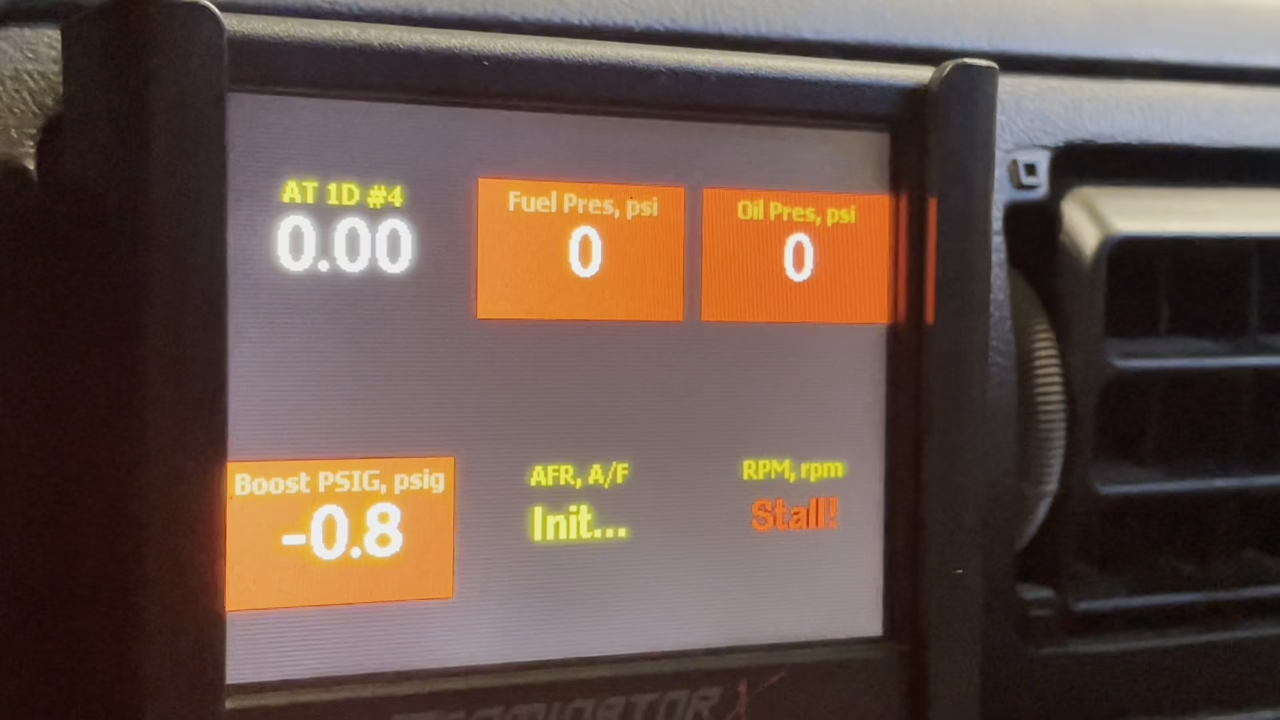 AT 1D #4
0.00
Fuel Pres, psi
0
Oil Pres, psi
0
Boost PSIG, psig
-0.8
AFR, A/F
Init...
RPM, rpm
Stall!
TERMINATOR X